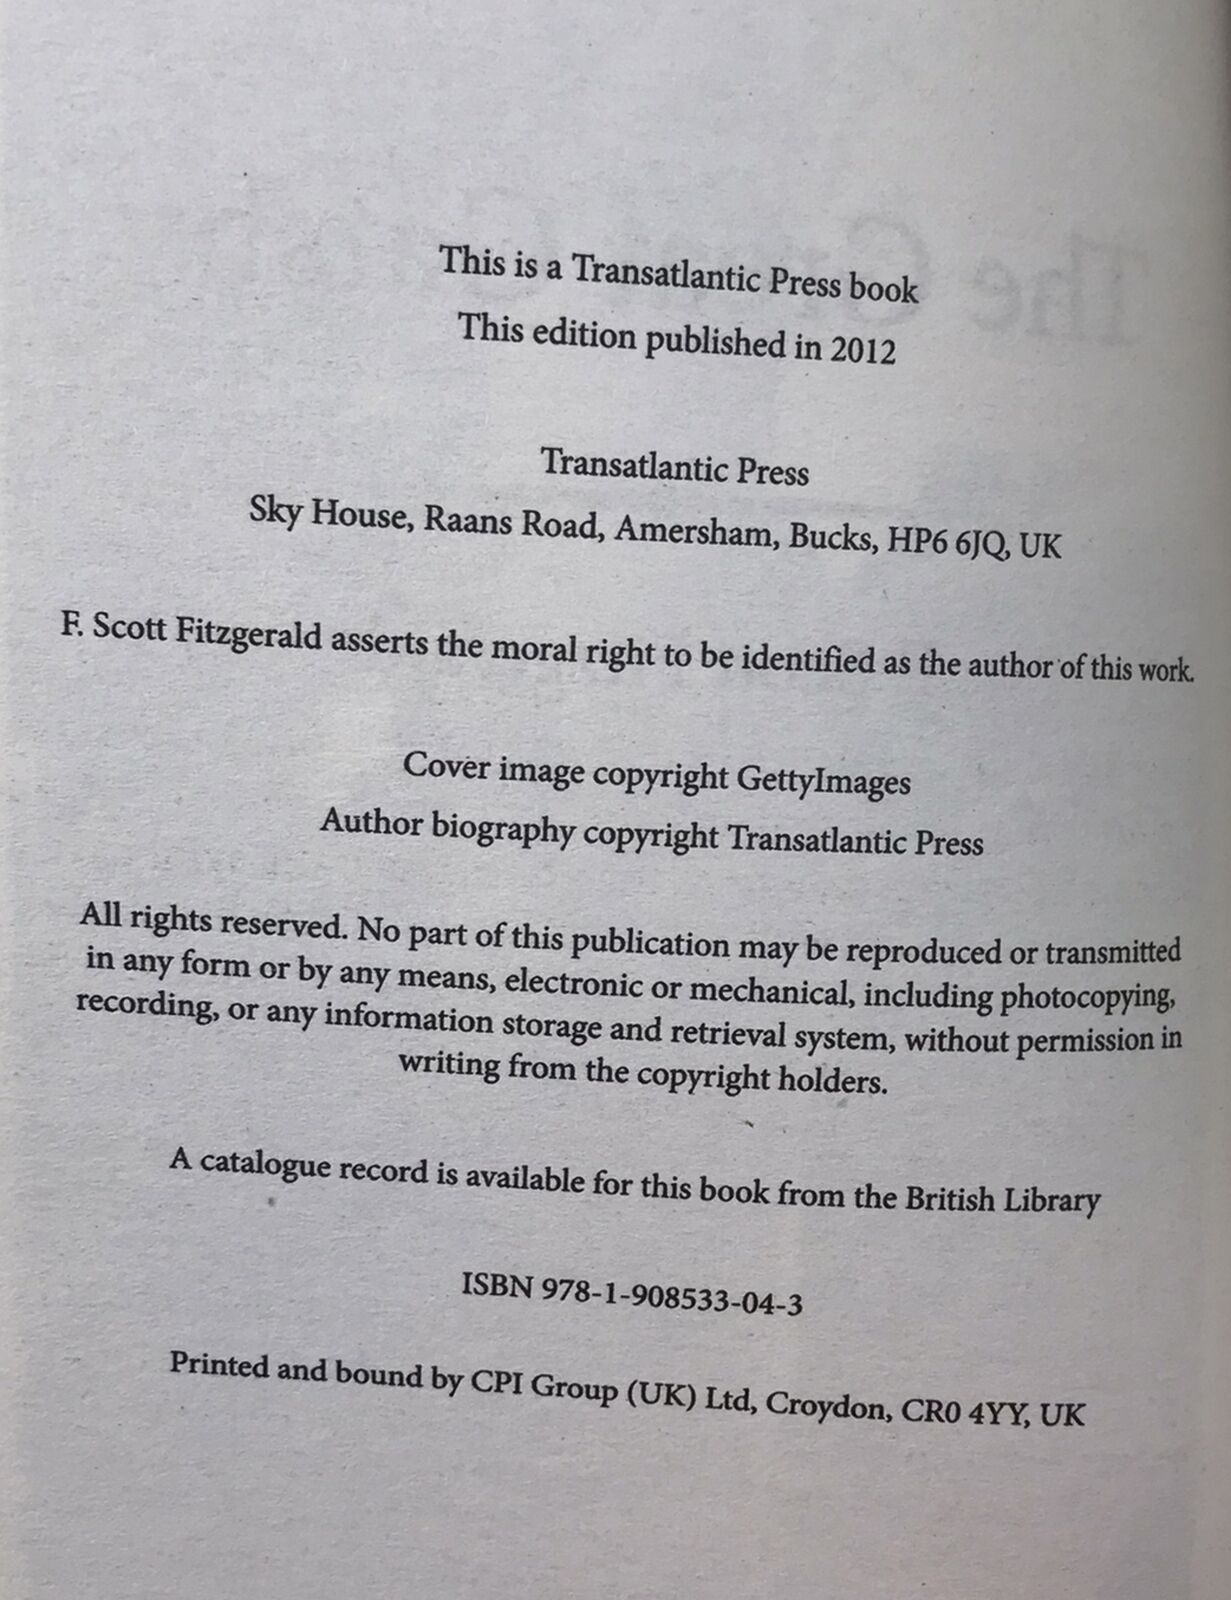 This is a Transatlantic Press book
This edition published in 2012
Transatlantic Press
Sky House, Raans Road, Amersham, Bucks, HP6 6JQ, UK
F. Scott Fitzgerald asserts the moral right to be identified as the author of this work.
Cover image copyright GettyImages
Author biography copyright Transatlantic Press
All rights reserved. No part of this publication may be reproduced or transmitted
in any form or by any means, electronic or mechanical, including photocopying,
recording, or any information storage and retrieval system, without permission in
writing from the copyright holders.
A catalogue record is available for this book from the British Library
ISBN 978-1-908533-04-3
Printed and bound by CPI Group (UK) Ltd, Croydon, CR0 4YY, UK